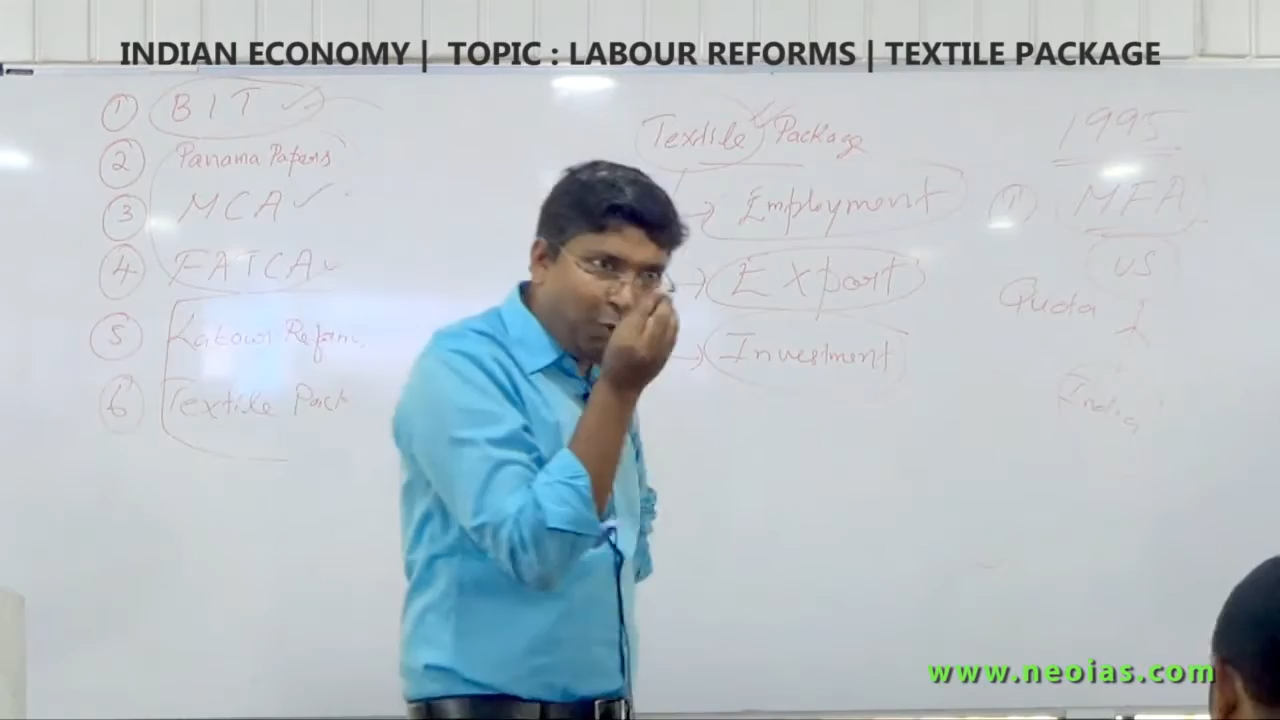 INDIAN ECONOMY | TOPIC : LABOUR REFORMS | TEXTILE PACKAGE
1 BIT ✓
2 Panama Papers
3 MCA ✓
4 FATCA ✓
5 Labour Reform
6 Textile Pack
Textile Package
→ Employment
→ Export
→ Investment
1995
1 MFA
US
Quota
India
www.neoias.com